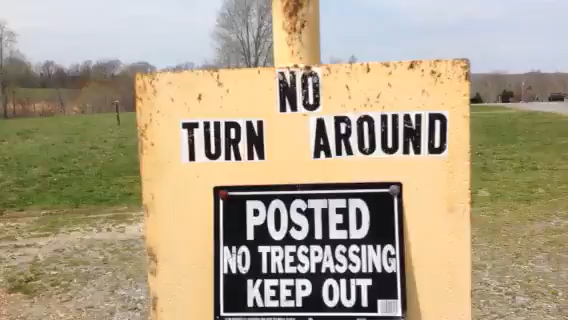 NO
TURN AROUND
POSTED
NO TRESPASSING
KEEP OUT